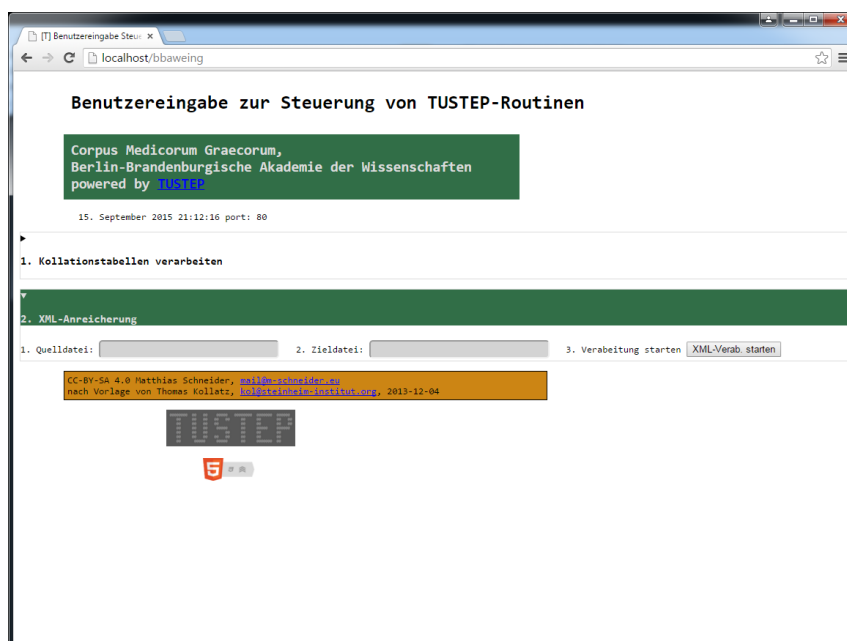 [T] Benutzereingabe Steue
localhost/bbaweing
Benutzereingabe zur Steuerung von TUSTEP-Routinen
Corpus Medicorum Graecorum,
Berlin-Brandenburgische Akademie der Wissenschaften
powered by TUSTEP
15. September 2015 21:12:16 port: 80
1. Kollationstabellen verarbeiten
2. XML-Anreicherung
1. Quelldatei: 2. Zieldatei: 3. Verabeitung starten XML-Verab. starten
CC-BY-SA 4.0 Matthias Schneider, mail@m-schneider.eu
nach Vorlage von Thomas Kollatz, kol@steinheim-institut.org, 2013-12-04
TUSTEP
5